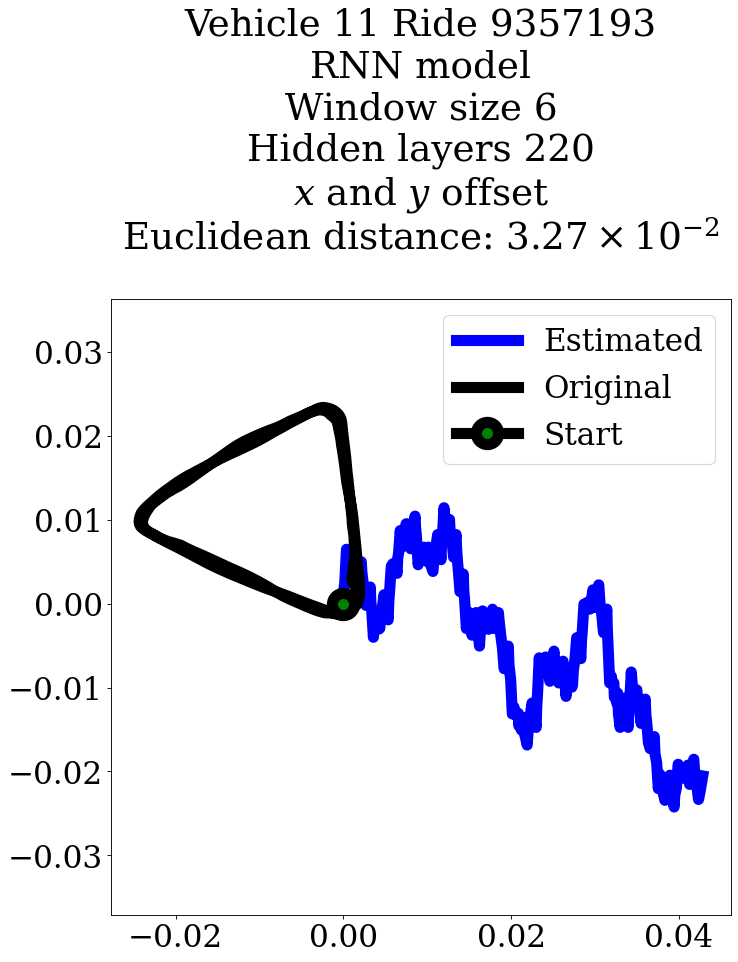 Vehicle 11 Ride 9357193
RNN model
Window size 6
Hidden layers 220
x and y offset
Euclidean distance: 3.27 × 10⁻²
Estimated
Original
Start
0.03
0.02
0.01
0.00
−0.01
−0.02
−0.03
−0.02 0.00 0.02 0.04